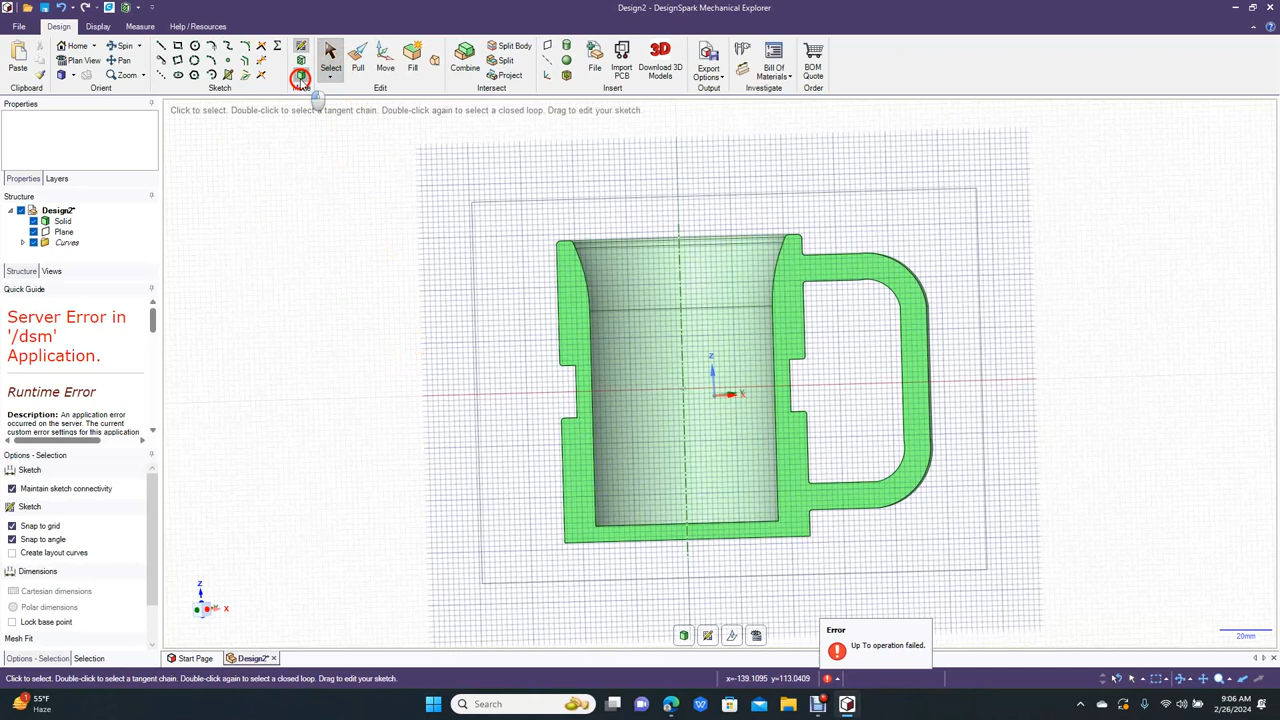 Design2 - DesignSpark Mechanical Explorer
File Design Display Measure Help / Resources
Paste Home Plan View Spin Pan Zoom Select Pull Move Fill Combine Split Body Split Project File Import PCB Download 3D Models Export Options Bill Of Materials BOM Quote
3D
Clipboard Orient Sketch Mode Edit Intersect Insert Output Investigate Order
Properties
Click to select. Double-click to select a tangent chain. Double-click again to select a closed loop. Drag to edit your sketch.
Properties Layers
Structure
Design2*
Solid
Plane
Curves
Structure Views
Quick Guide
Server Error in
'/dsm'
Application.
Runtime Error
Description: An application error
occurred on the server. The current
custom error settings for this application
Options - Selection
Sketch
Maintain sketch connectivity
Sketch
Snap to grid
Snap to angle
Create layout curves
Dimensions
Cartesian dimensions
Polar dimensions
Lock base point
Mesh Fit
Options - Selection Selection
Z
X
Z
X
20mm
Error
Up To operation failed.
Start Page Design2*
Click to select. Double-click to select a tangent chain. Double-click again to select a closed loop. Drag to edit your sketch.
x=-139.1095 y=113.0409
55°F
Haze
Search
9:06 AM
2/26/2024